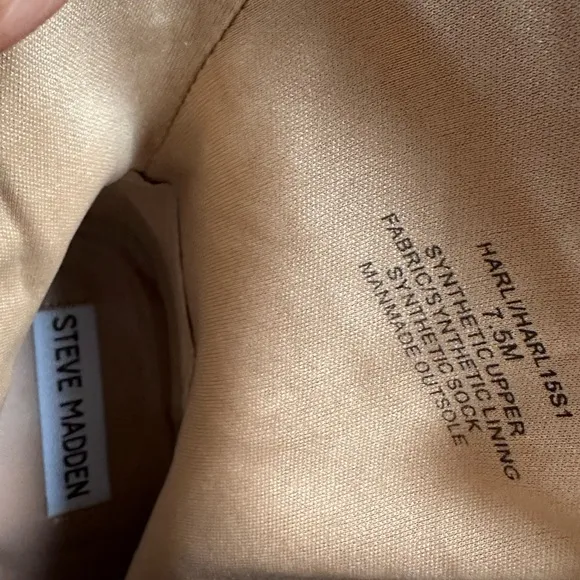 STEVE MADDEN
HARLI/HARL15S1
7.5M
SYNTHETIC UPPER
FABRIC/SYNTHETIC LINING
SYNTHETIC SOCK
MANMADE OUTSOLE